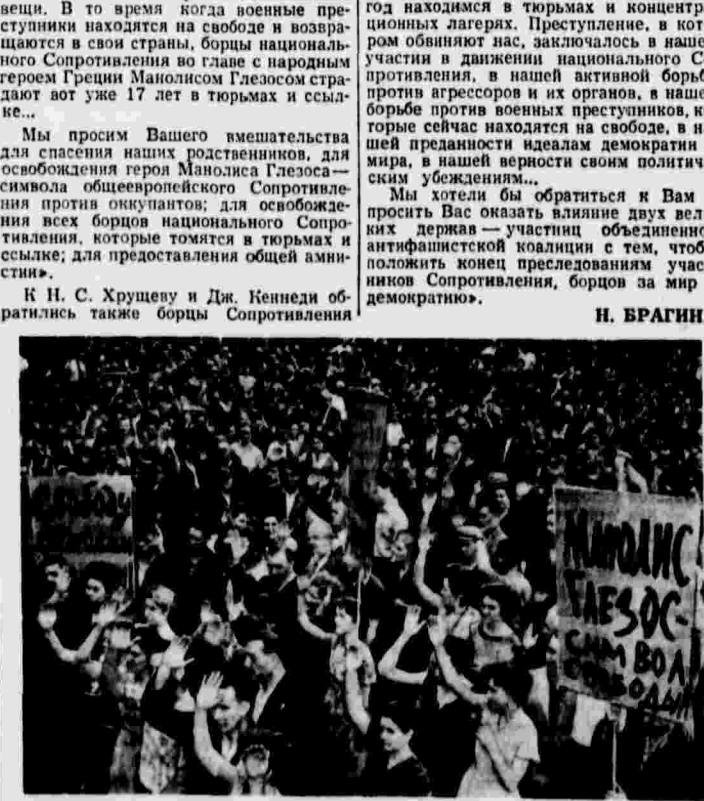 вещи. В то время когда военные пре-
ступники находятся на свободе и возвра-
щаются в свои страны, борцы националь-
ного Сопротивления во главе с народным
героем Греции Манолисом Глезосом стра-
дают вот уже 17 лет в тюрьмах и ссыл-
ке...
Мы просим Вашего вмешательства
для спасения наших родственников, для
освобождения героя Манолиса Глезоса —
символа общеевропейского Сопротивле-
ния против оккупантов; для освобожде-
ния всех борцов национального Сопро-
тивления, которые томятся в тюрьмах и
ссылке; для предоставления общей амни-
стии».
К Н. С. Хрущеву и Дж. Кеннеди об-
ратились также борцы Сопротивления
год находимся в тюрьмах и концентр
ционных лагерях. Преступление, в кот
ром обвиняют нас, заключалось в наше
участии в движении национального С
противления, в нашей активной борьб
против агрессоров и их органов, в наше
борьбе против военных преступников, к
торые сейчас находятся на свободе, в н
шей преданности идеалам демократии
мира, в нашей верности своим политич
ским убеждениям...
Мы хотели бы обратиться к Вам
просить Вас оказать влияние двух вел
ких держав — участниц объединенно
антифашистской коалиции с тем, чтоб
положить конец преследованиям учас
ников Сопротивления, борцов за мир
демократию».
Н. БРАГИН
СВОБОДУ
МАНОЛИС
ГЛЕЗОС-
СИМВОЛ
СВОБОДЫ